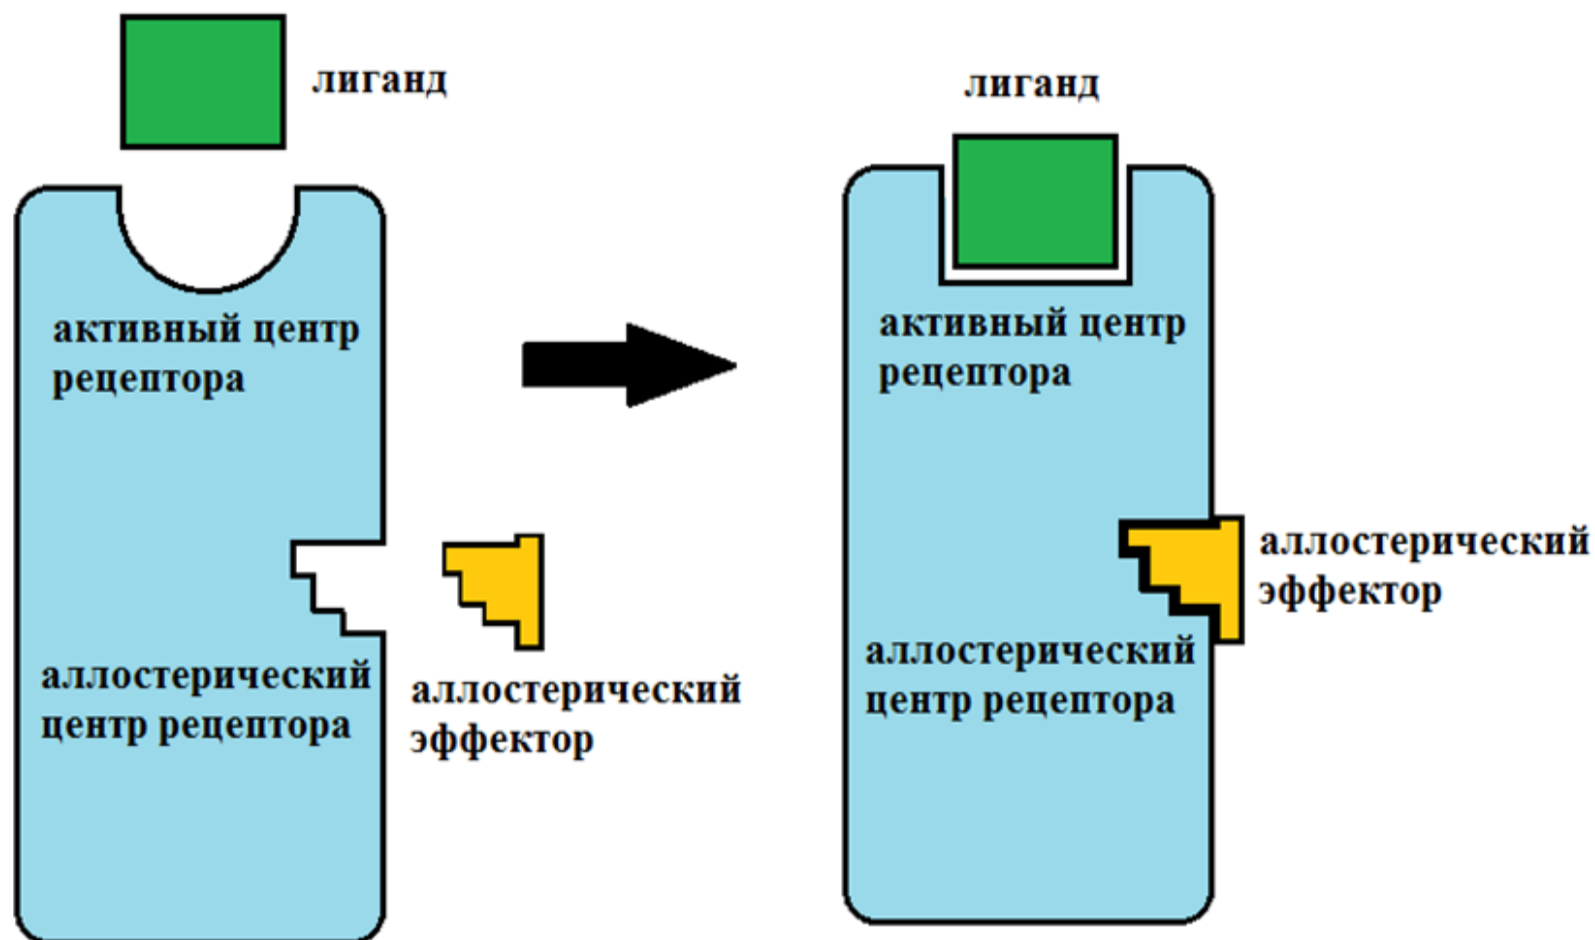 лиганд
активный центр
рецептора
аллостерический
центр рецептора
аллостерический
эффектор
лиганд
активный центр
рецептора
аллостерический
эффектор
аллостерический
центр рецептора